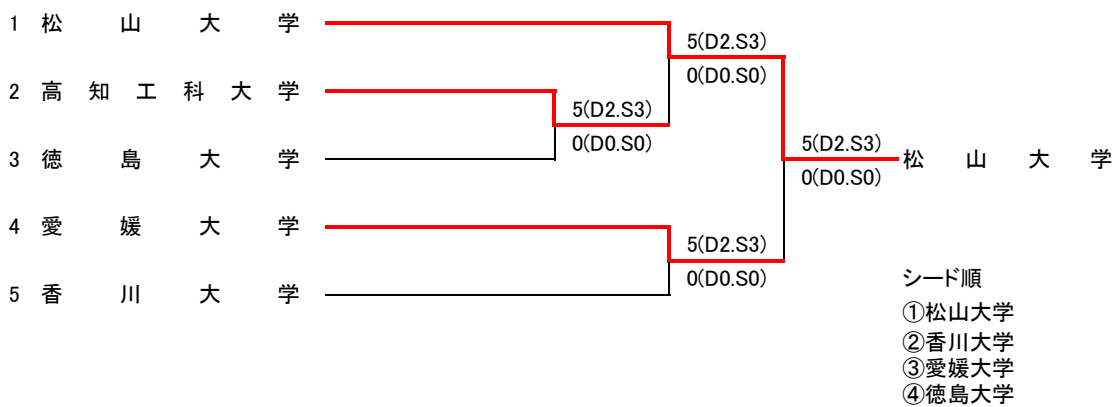 1 松山大学
5(D2.S3)
0(D0.S0)
2 高知工科大学
5(D2.S3)
0(D0.S0)
3 徳島大学
5(D2.S3)
0(D0.S0)
松山大学
4 愛媛大学
5(D2.S3)
0(D0.S0)
5 香川大学
シード順
①松山大学
②香川大学
③愛媛大学
④徳島大学